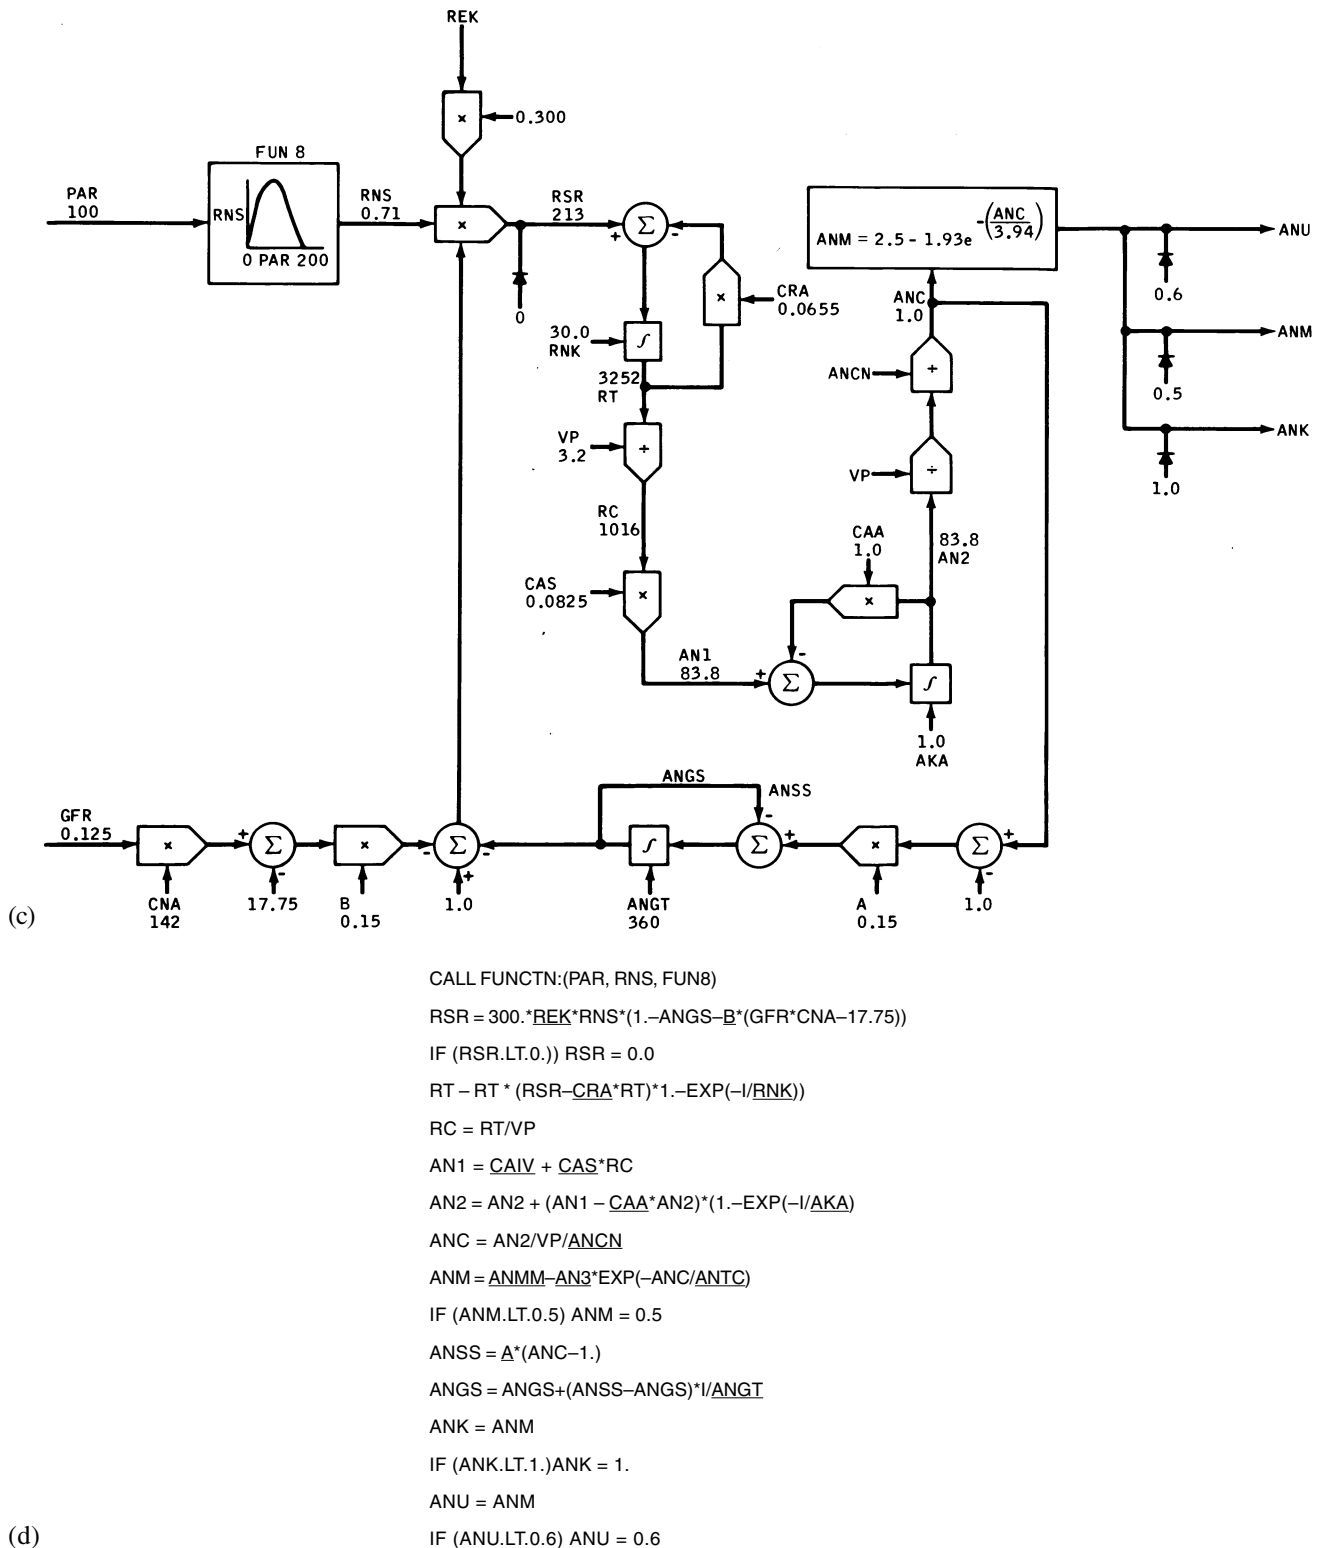 REK
×
0.300
FUN 8
PAR
100
RNS
0 PAR 200
RNS
0.71
×
RSR
213
0
Σ
+
-
×
CRA
0.0655
30.0
RNK
∫
3252
RT
VP
3.2
÷
RC
1016
CAS
0.0825
×
AN1
83.8
+
-
Σ
CAA
1.0
×
83.8
AN2
∫
1.0
AKA
VP
÷
ANCN
÷
ANC
1.0
ANM = 2.5 - 1.93e -(ANC/3.94)
ANU
0.6
ANM
0.5
ANK
1.0
GFR
0.125
×
CNA
142
+
Σ
-
17.75
×
B
0.15
-
Σ
-
+
1.0
ANGS
ANSS
∫
ANGT
360
-
Σ
+
×
A
0.15
Σ
+
-
1.0
(c)
CALL FUNCTN:(PAR, RNS, FUN8)
RSR = 300.*REK*RNS*(1.–ANGS–B*(GFR*CNA–17.75))
IF (RSR.LT.0.)) RSR = 0.0
RT – RT * (RSR–CRA*RT)*1.–EXP(–I/RNK))
RC = RT/VP
AN1 = CAIV + CAS*RC
AN2 = AN2 + (AN1 – CAA*AN2)*(1.–EXP(–I/AKA)
ANC = AN2/VP/ANCN
ANM = ANMM–AN3*EXP(–ANC/ANTC)
IF (ANM.LT.0.5) ANM = 0.5
ANSS = A*(ANC–1.)
ANGS = ANGS+(ANSS–ANGS)*I/ANGT
ANK = ANM
IF (ANK.LT.1.)ANK = 1.
ANU = ANM
IF (ANU.LT.0.6) ANU = 0.6
(d)